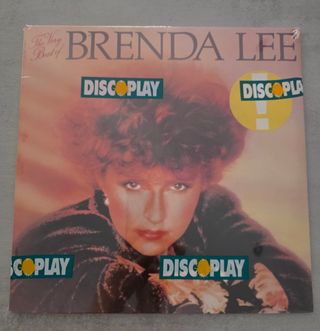 The Very
Best of
BRENDA LEE
DISCOPLAY
DISCOPLA
!
SCOPLAY
DISCOPLAY